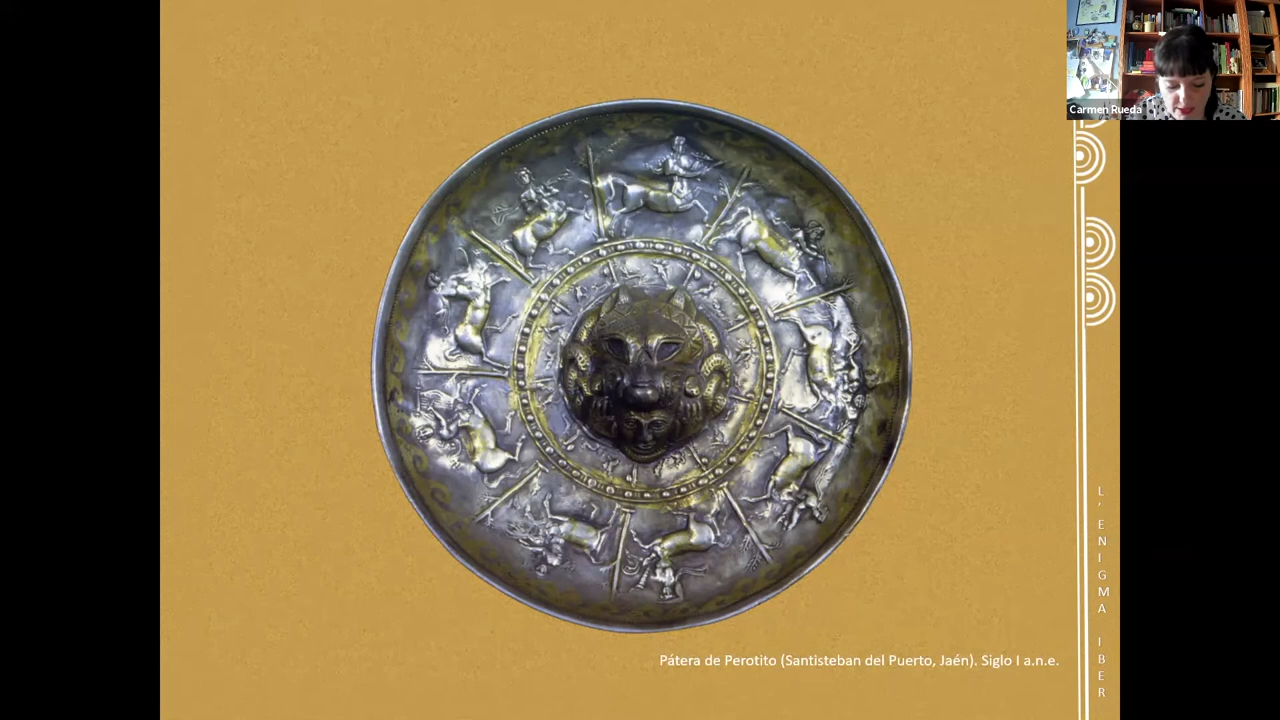 Carmen Rueda
Pátera de Perotito (Santisteban del Puerto, Jaén). Siglo I a.n.e.
L'ENIGMA IBER